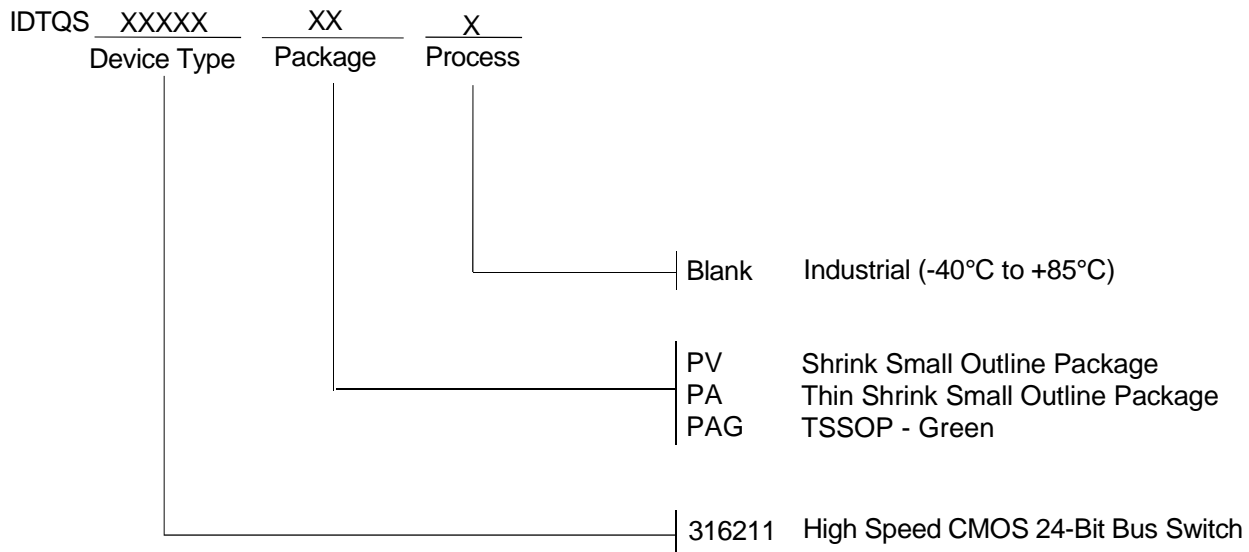 IDTQS XXXXX XX X
Device Type Package Process
Blank Industrial (-40°C to +85°C)
PV Shrink Small Outline Package
PA Thin Shrink Small Outline Package
PAG TSSOP - Green
316211 High Speed CMOS 24-Bit Bus Switch